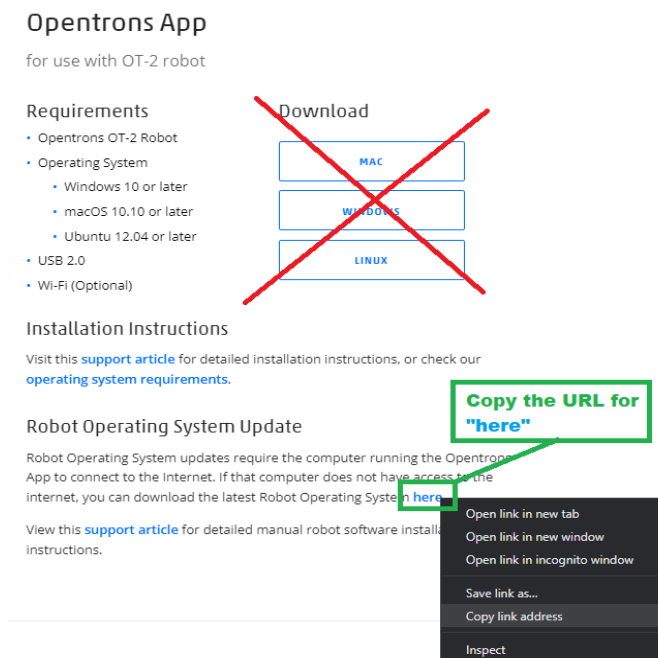 Opentrons App
for use with OT-2 robot
Requirements
• Opentrons OT-2 Robot
• Operating System
• Windows 10 or later
• macOS 10.10 or later
• Ubuntu 12.04 or later
• USB 2.0
• Wi-Fi (Optional)
Download
MAC
WINDOWS
LINUX
Installation Instructions
Visit this support article for detailed installation instructions, or check our
operating system requirements.
Copy the URL for
"here"
Robot Operating System Update
Robot Operating System updates require the computer running the Opentrons
App to connect to the Internet. If that computer does not have access to the
internet, you can download the latest Robot Operating System here
View this support article for detailed manual robot software
instructions.
Open link in new tab
Open link in new window
Open link in incognito window
Save link as...
Copy link address
Inspect